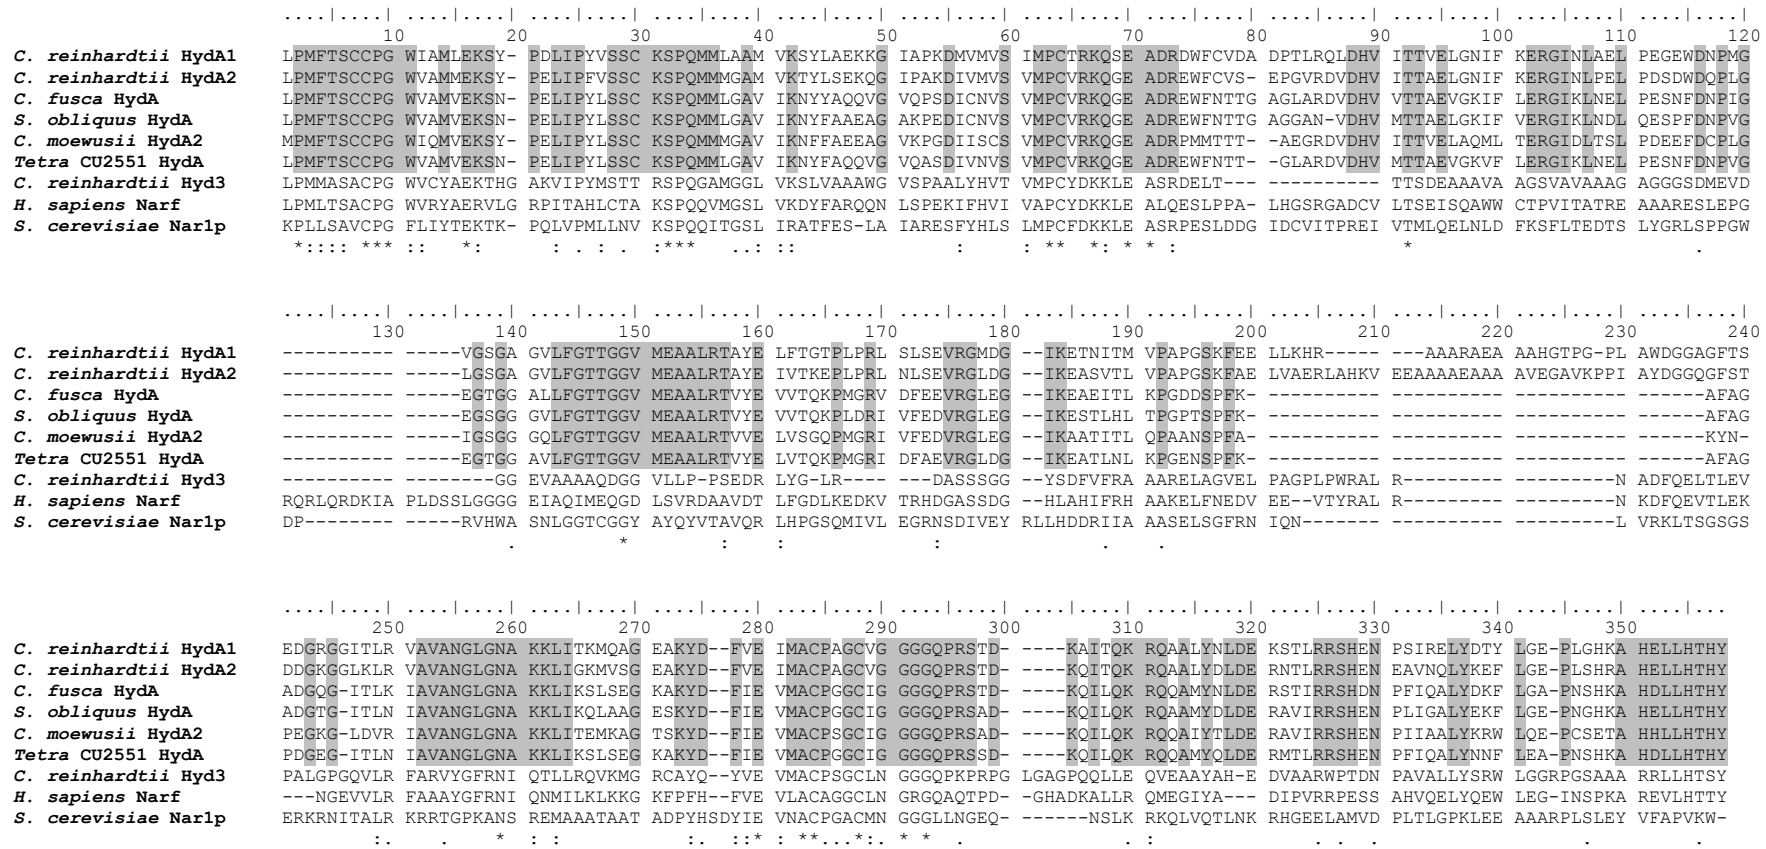 ....|....| ....|....| ....|....| ....|....| ....|....| ....|....| ....|....| ....|....| ....|....| ....|....| ....|....| ....|....|
10 20 30 40 50 60 70 80 90 100 110 120
C. reinhardtii HydA1 LPMFTSCCPG WIAMLEKSY- PDLIPYVSSC KSPQMMLAAM VKSYLAEKKG IAPKDMVMVS IMPCTRKQSE ADRDWFCVDA DPTLRQLDHV ITTVELGNIF KERGINLAEL PEGEWDNPMG
C. reinhardtii HydA2 LPMFTSCCPG WIAMLEKSY- PDLIPFVSSC KSPQMMLAAM VKTYLSEKQG IPAKDIVMVS IMPCTRKQSE ADREWFCVS- EPGVRDVDHV ITTAELGNIF KERGINLPEL PDSDWDQPLG
C. fusca HydA LPMFTSCCPG WVAMVEKSN- PELIPYLSSC KSPQMMLGAV IKNYYAQQVG VQPSDICNVS VMPCVRKQGE ADREWFNTTG AGLARDVDHV VTTAEVGKIF LERGIKLNEL PESNFDNPIG
S. obliquus HydA LPMFTSCCPG WVAMVEKSN- PELIPYLSSC KSPQMMLGAV IKNYFAAEAG AKPEDICNVS VMPCVRKQGE ADREWFNTTG AGGAN-VDHV MTTAELGKIF VERGIKLNDL QESPFDNPVG
C. moewusii HydA2 MPMFTSCCPG WIQMVEKSY- PELIPYLSSC KSPQMMLGAV IKNFFAEEAG VKPGDIISCS VMPCVRKQGE ADRPMMTTT- -AEGRDVDHV MTTVELAQML TERGIDLTSL PDEEFDCPLG
Tetra CU2551 HydA LPMFTSCCPG WVAMVEKSN- PELIPYLSSC KSPQMMLGAV IKNYFAQQVG VQASDIVNVS VMPCVRKQGE ADREWFNTT- -GLARDVDHV MTTAEVGKVF LERGIKLNEL PESNFDNPVG
C. reinhardtii Hyd3 LPMMASACPG WVCYAEKTHG AKVIPYMSTT RSPQGAMGGL VKSLVAAAWG VSPAALYHVT VMPCYDKKLE ASRDELT--- ---------- TTSDEAAAVA AGSVAVAAAG AGGGSDMEVD
H. sapiens Narf LPMLTSACPG WVRYAERVLG RPITAHLCTA KSPQQVMGSL VKDYFARQQN LSPEKIFHVI VAPCYDKKLE ALQESLPPA- LHGSRGADCV LTSEISQAWW CTPVITATRE AAARESLEPG
S. cerevisiae Nar1p KPLLSAVCPG FLIYTEKTK- PQLVPMLLNV KSPQQITGSL IRATFES-LA IARESFYHLS LMPCFDKKLE ASRPESLDDG IDCVITPREI VTMLQELNLD FKSFLTEDTS LYGRLSPPGW
*:::: *** :: *: : . : . :***  ..: :: : : ** * * * : * .
....|....| ....|....| ....|....| ....|....| ....|....| ....|....| ....|....| ....|....| ....|....| ....|....| ....|....| ....|....|
130 140 150 160 170 180 190 200 210 220 230 240
C. reinhardtii HydA1 ---------- -----VGSGA GVLFGTTGGV MEAALRTAYE LFTGTPLPRL SLSEVRGMDG --IKETNITM VPAPGSKFEE LLKHR----- ---AAARAEA AAHGTPG-PL AWDGGAGFTS
C. reinhardtii HydA2 ---------- -----LGSGA GVLFGTTGGV MEAALRTAYE IVTKEPLPRL NLSEVRGLDG --IKEASVTL VPAPGSKFAE LVAERLAHKV EEAAAAEAAA AVEGAVKPPI AYDGGQGFST
C. fusca HydA ---------- -----EGTGG ALLFGTTGGV MEAALRTVYE VVTQKPMGRV DFEEVRGLEG --IKEAEITL KPGDDSPFK- ---------- ---------- ---------- ------AFAG
S. obliquus HydA ---------- -----EGSGG GVLFGTTGGV MEAALRTVYE VVTQKPLDRI VFEDVRGLEG --IKESTLHL TPGPTSPFK- ---------- ---------- ---------- ------AFAG
C. moewusii HydA2 ---------- -----IGSGG GQLFGTTGGV MEAALRTVVE LVSGQPMGRI VFEDVRGLEG --IKAATITL QPAANSPFA- ---------- ---------- ---------- ------KYN-
Tetra CU2551 HydA ---------- -----EGTGG AVLFGTTGGV MEAALRTVYE LVTQKPMGRI DFAEVRGLDG --IKEATLNL KPGENSPFK- ---------- ---------- ---------- ------AFAG
C. reinhardtii Hyd3 ---------- --------GG EVAAAAQDGG VLLP-PSEDR LYG-LR---- ---DASSSGG --YSDFVFRA AARELAGVEL PAGPLPWRAL R--------- ---------N ADFQELTLEV
H. sapiens Narf RQRLQRDKIA PLDSSLGGGG EIAQIMEQGD LSVRDAAVDT LFGDLKEDKV TRHDGASSDG --HLAHIFRH AAKELFNEDV EE--VTYRAL R--------- ---------N KDFQEVTLEK
S. cerevisiae Nar1p DP-------- -----RVHWA SNLGGTCGGY AYQYVTAVQR LHPGSQMIVL EGRNSDIVEY RLLHDDRIIA AASELSGFRN IQN------- ---------- ---------L VRKLTSGSGS
. * : : : . .
....|....| ....|....| ....|....| ....|....| ....|....| ....|....| ....|....| ....|....| ....|....| ....|....| ....|....| ....|...
250 260 270 280 290 300 310 320 330 340 350
C. reinhardtii HydA1 EDGRGGITLR VAVANGLGNA KKLITKMQAG EAKYD--FVE IMACPAGCVG GGGQPRSTD- ----KAITQK RQAALYNLDE KSTLRRSHEN PSIRELYDTY LGE-PLGHKA HELLHTHY
C. reinhardtii HydA2 DDGKGGLKLR VAVANGLGNA KKLIGKMVSG EAKYD--FVE IMACPAGCVG GGGQPRSTD- ----KQITQK RQAALYDLDE RNTLRRSHEN EAVNQLYKEF LGE-PLSHRA HELLHTHY
C. fusca HydA ADGQG-ITLK IAVANGLGNA KKLIKSLSEG KAKYD--FIE VMACPGGCIG GGGQPRSTD- ----KQILQK RQQAMYNLDE RSTIRRSHDN PFIQALYDKF LGA-PNSHKA HDLLHTHY
S. obliquus HydA ADGTG-ITLN IAVANGLGNA KKLIKQLAAG ESKYD--FIE VMACPGGCIG GGGQPRSAD- ----KQILQK RQAAMYDLDE RAVIRRSHEN PLIGALYEKF LGE-PNGHKA HELLHTHY
C. moewusii HydA2 PEGKG-LDVR IAVANGLGNA KKLITEMKAG TSKYD--FIE VMACPGGCIG GGGQPRSAD- ----KQILQK RQAAIYTLDE RAVIRRSHEN PIIAALYKRW LQE-PCSETA HELLHTHY
Tetra CU2551 HydA PDGEG-ITLN IAVANGLGNA KKLIKSLSEG KAKYD--FIE VMACPGGCIG GGGQPRSTD- ----KQILQK RQQAMYQLDE RMTLRRSHEN PFIQALYNNF LEA-PNSHKA HDLLHTHY
C. reinhardtii Hyd3 PALGPGQVLR FARVYGFRNI QTLLRQVKMG RCAYQ--YVE VMACPSGCLN GGGQPKPRPG LGAGPQQLLE QVEAAYAH-E DVAARWPTDN PAVALLYSRW LGGRPGSAAA RRLLHTSY
H. sapiens Narf ---NGEVVLR FAAAYGFRNI QNMILKLKKG KFPFH--FVE VLACAGGCLN GRGQAQTPD- -GHADKALLR QMEGIYA--- DIPVRRPESS AHVQELYQEW LEG-INSPKA REVLHTTY
S. cerevisiae Nar1p ERKRNITALR KRRTGPKANS REMAAATAAT ADPYHSDYIE VNACPGACMN GGGLLNGEQ- -----NSLKR KRQLVQTLNK RHGEELAMVD PLTLGPKLEE AAARPLSLEY VFAPVKW-
:. . * : : : . ::* : **...*:. * * . . : . . . . .